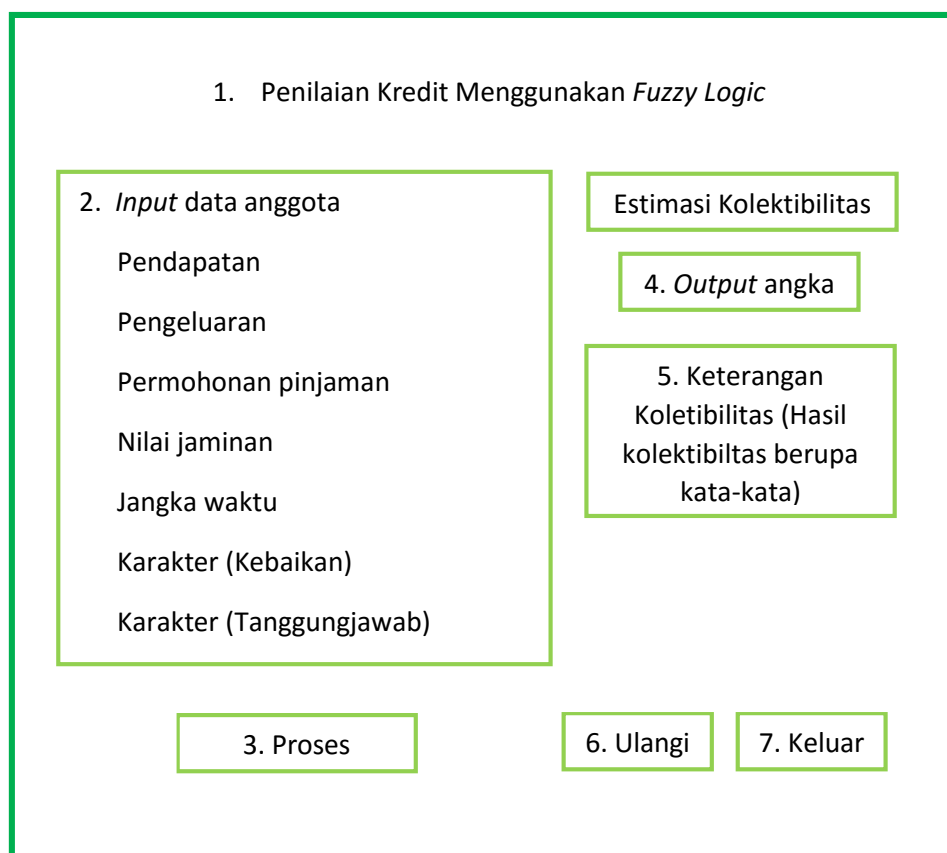 1. Penilaian Kredit Menggunakan Fuzzy Logic
2. Input data anggota
Pendapatan
Pengeluaran
Permohonan pinjaman
Nilai jaminan
Jangka waktu
Karakter (Kebaikan)
Karakter (Tanggungjawab)
Estimasi Kolektibilitas
4. Output angka
5. Keterangan
Koletibilitas (Hasil
kolektibiltas berupa
kata-kata)
3. Proses
6. Ulangi
7. Keluar